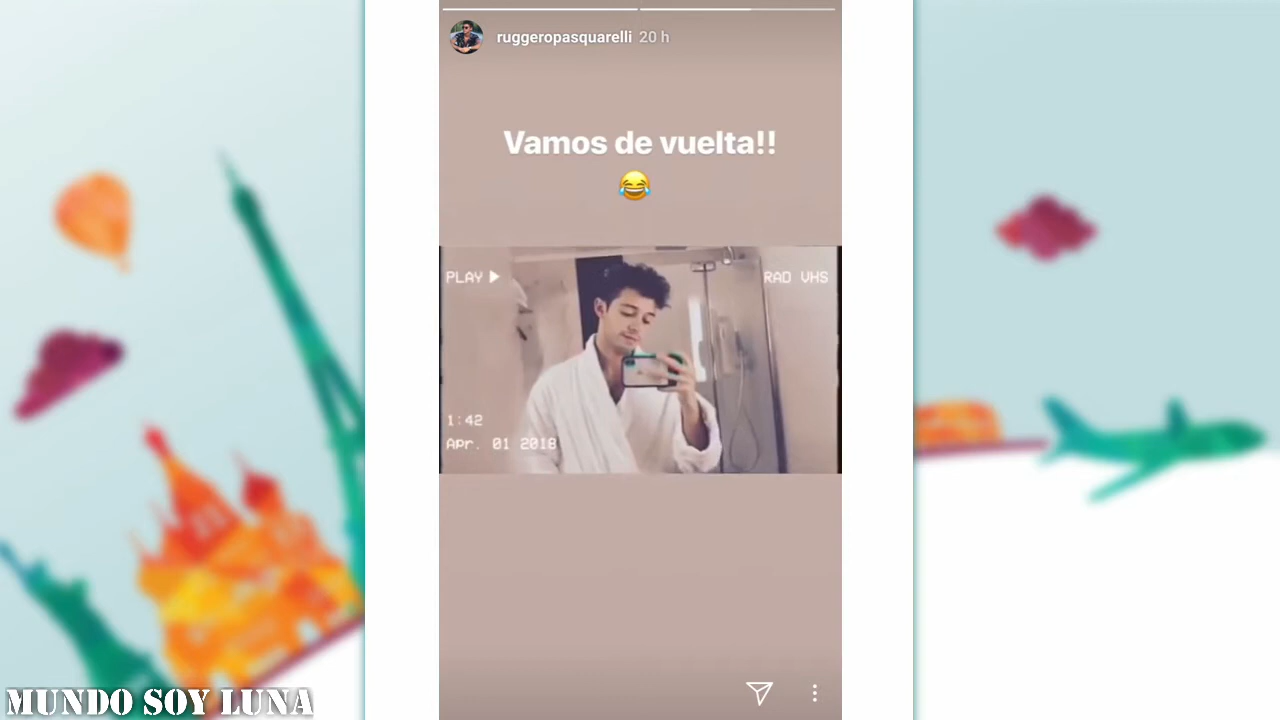 ruggeropasquarelli 20 h
Vamos de vuelta!!
PLAY RAD VHS
1:42
Apr. 01 2018
MUNDO SOY LUNA